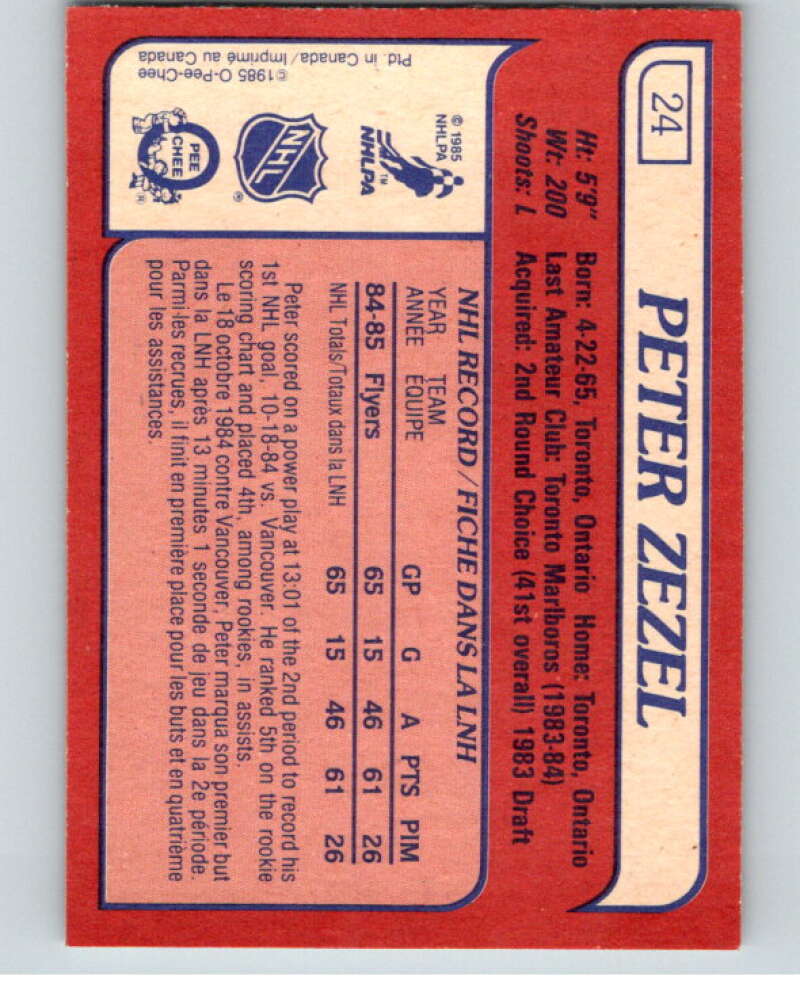 24
PETER ZEZEL
Ht: 5'9" Born: 4-22-65, Toronto, Ontario Home: Toronto, Ontario
Wt: 200 Last Amateur Club: Toronto Marlboros (1983-84)
Shoots: L Acquired: 2nd Round Choice (41st overall) 1983 Draft
© 1985
NHLPA
NHLPA™
NHL
®
O
PEE
CHEE
®
©1985 O-Pee-Chee
Ptd. in Canada/Imprimé au Canada
NHL RECORD/FICHE DANS LA LNH
YEAR TEAM
ANNÉE ÉQUIPE GP G A PTS PIM
84-85 Flyers 65 15 46 61 26
NHL Totals/Totaux dans la LNH 65 15 46 61 26
Peter scored on a power play at 13:01 of the 2nd period to record his
1st NHL goal, 10-18-84 vs. Vancouver. He ranked 5th on the rookie
scoring chart and placed 4th, among rookies, in assists.
Le 18 octobre 1984 contre Vancouver, Peter marqua son premier but
dans la LNH après 13 minutes 1 seconde de jeu dans la 2e période.
Parmi les recrues, il finit en première place pour les buts et en quatrième
pour les assistances.